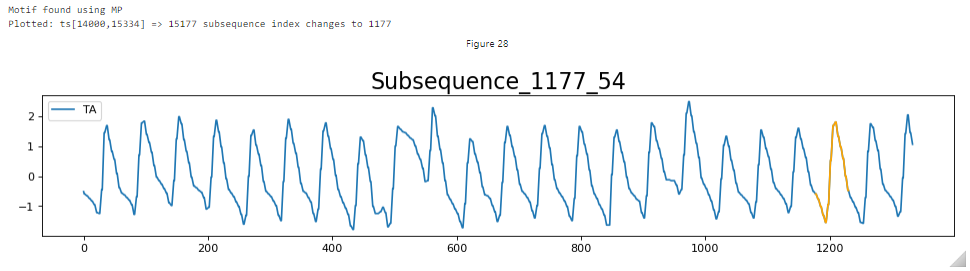 Motif found using MP
Plotted: ts[14000,15334] => 15177 subsequence index changes to 1177
Figure 28
Subsequence_1177_54
TA
2
1
0
−1
0 200 400 600 800 1000 1200